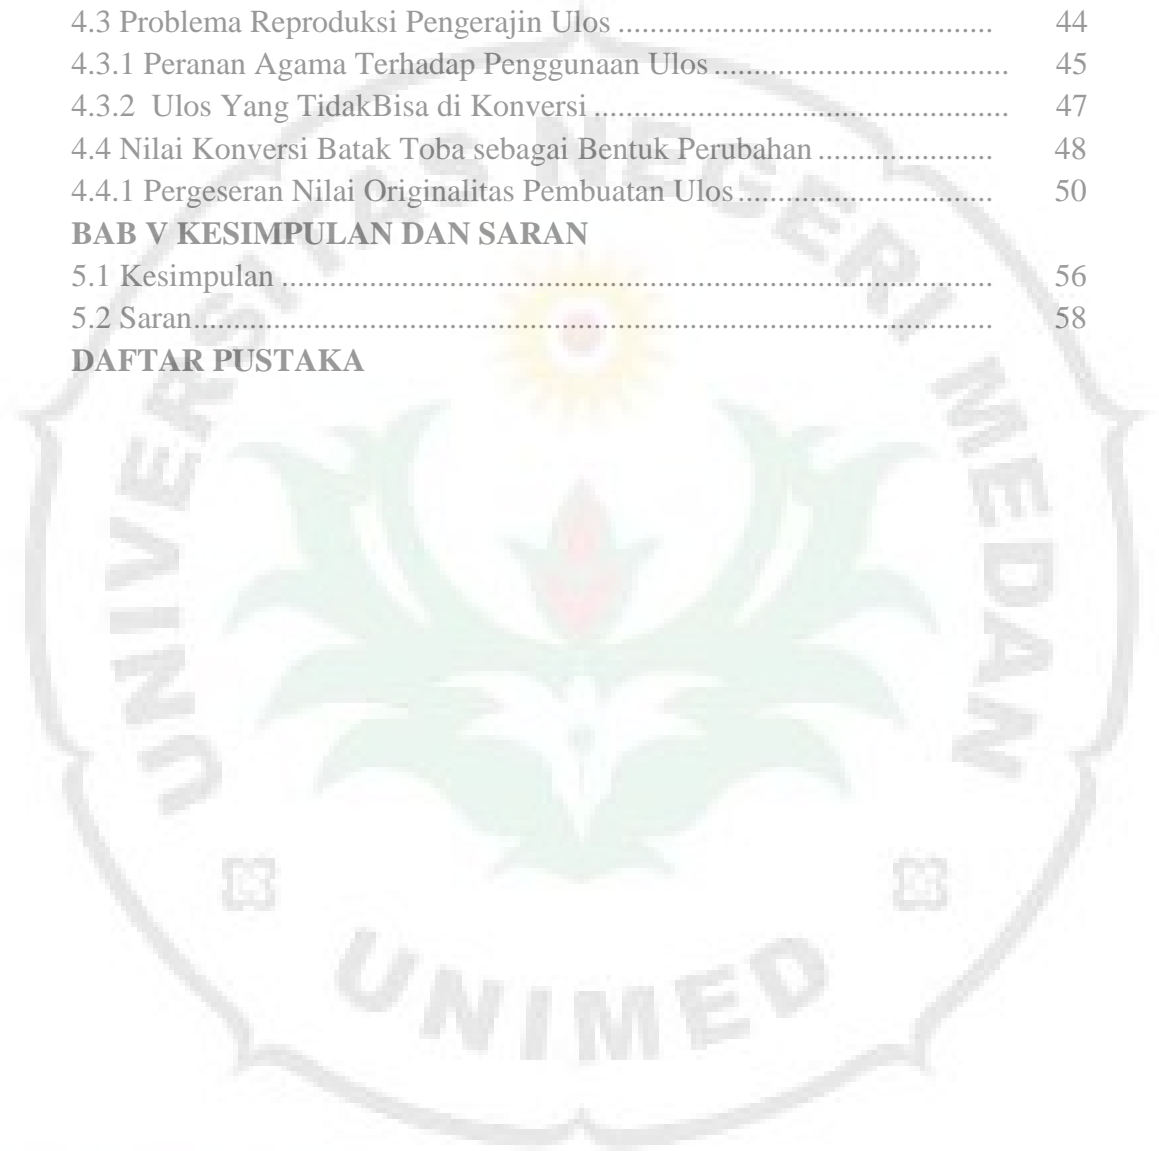 4.3 Problema Reproduksi Pengerajin Ulos ............................................... 44
4.3.1 Peranan Agama Terhadap Penggunaan Ulos ..................................... 45
4.3.2 Ulos Yang TidakBisa di Konversi .................................................... 47
4.4 Nilai Konversi Batak Toba sebagai Bentuk Perubahan ...................... 48
4.4.1 Pergeseran Nilai Originalitas Pembuatan Ulos ................................ 50
BAB V KESIMPULAN DAN SARAN
5.1 Kesimpulan ......................................................................................... 56
5.2 Saran.................................................................................................... 58
DAFTAR PUSTAKA
UNIVERSITAS NEGERI MEDAN
UNIMED